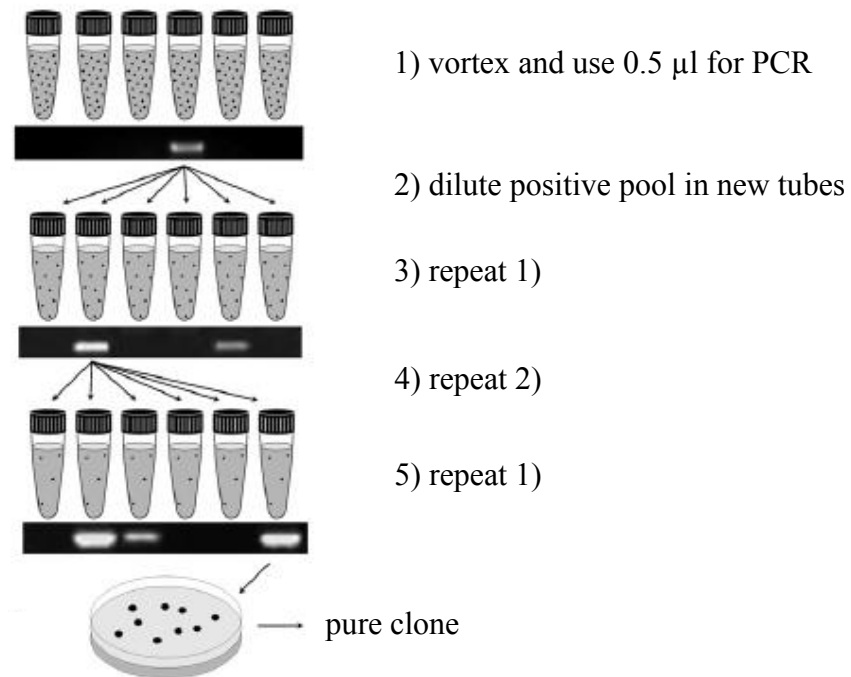 1) vortex and use 0.5 µl for PCR
2) dilute positive pool in new tubes
3) repeat 1)
4) repeat 2)
5) repeat 1)
pure clone